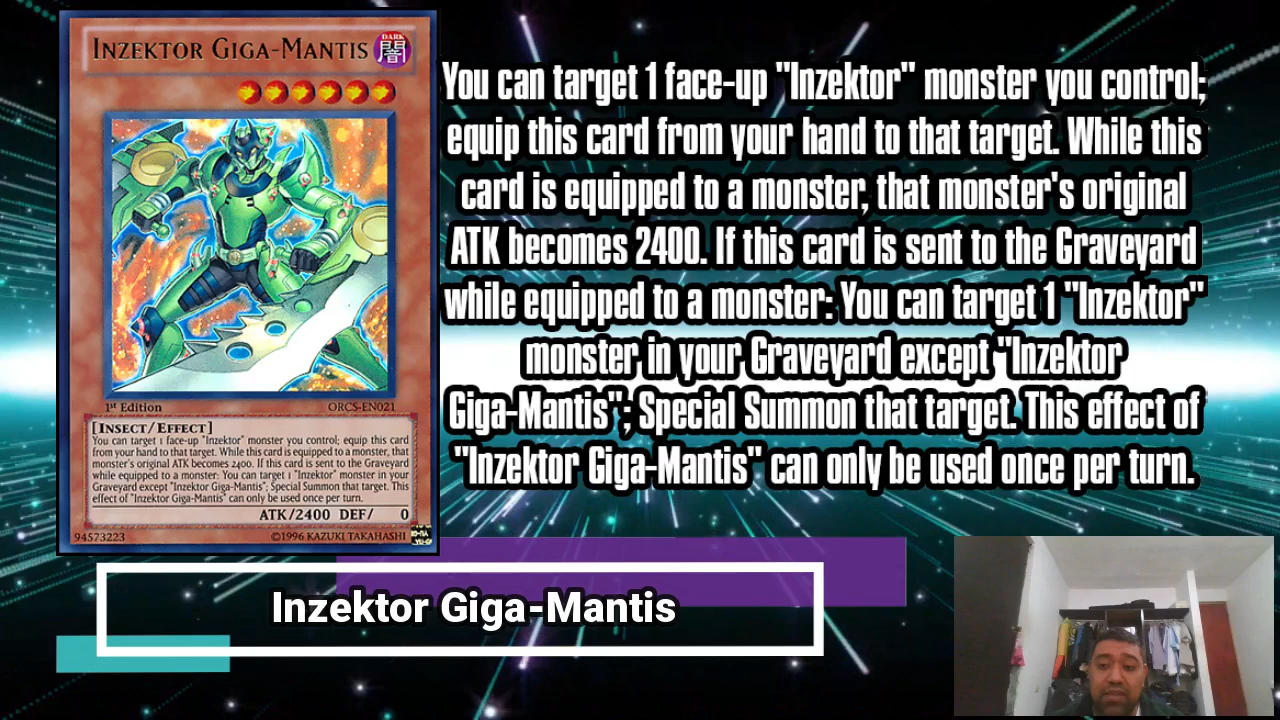 INZEKTOR GIGA-MANTIS
DARK
闇
1st Edition
ORCS-EN021
[INSECT/EFFECT]
You can target 1 face-up "Inzektor" monster you control; equip this card
from your hand to that target. While this card is equipped to a monster, that
monster's original ATK becomes 2400. If this card is sent to the Graveyard
while equipped to a monster: You can target 1 "Inzektor" monster in your
Graveyard except "Inzektor Giga-Mantis"; Special Summon that target. This
effect of "Inzektor Giga-Mantis" can only be used once per turn.
ATK/2400 DEF/ 0
94573223
©1996 KAZUKI TAKAHASHI
You can target 1 face-up "Inzektor" monster you control;
equip this card from your hand to that target. While this
card is equipped to a monster, that monster's original
ATK becomes 2400. If this card is sent to the Graveyard
while equipped to a monster: You can target 1 "Inzektor"
monster in your Graveyard except "Inzektor
Giga-Mantis"; Special Summon that target. This effect of
"Inzektor Giga-Mantis" can only be used once per turn.
Inzektor Giga-Mantis